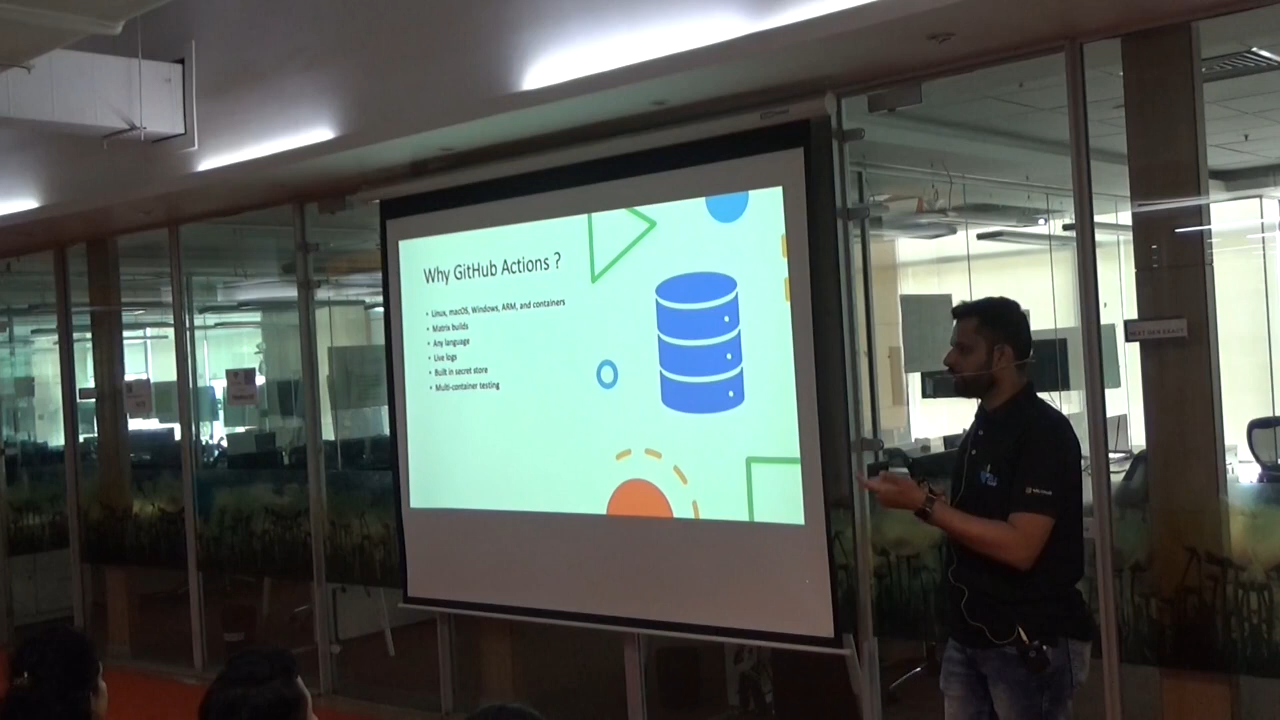 Why GitHub Actions ?
• Linux, macOS, Windows, ARM, and containers
• Matrix builds
• Any language
• Live logs
• Built in secret store
• Multi-container testing